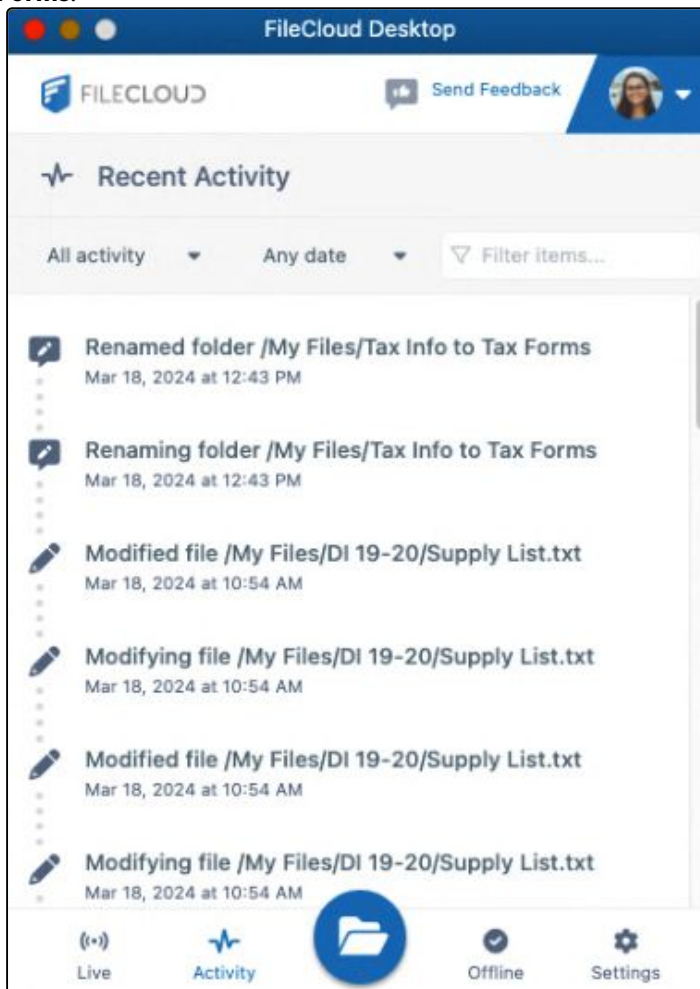 FileCloud Desktop
FILECLOUD
Send Feedback
Recent Activity
All activity
Any date
Filter items...
Renamed folder /My Files/Tax Info to Tax Forms
Mar 18, 2024 at 12:43 PM
Renaming folder /My Files/Tax Info to Tax Forms
Mar 18, 2024 at 12:43 PM
Modified file /My Files/DI 19-20/Supply List.txt
Mar 18, 2024 at 10:54 AM
Modifying file /My Files/DI 19-20/Supply List.txt
Mar 18, 2024 at 10:54 AM
Modified file /My Files/DI 19-20/Supply List.txt
Mar 18, 2024 at 10:54 AM
Modifying file /My Files/DI 19-20/Supply List.txt
Mar 18, 2024 at 10:54 AM
Live
Activity
Offline
Settings